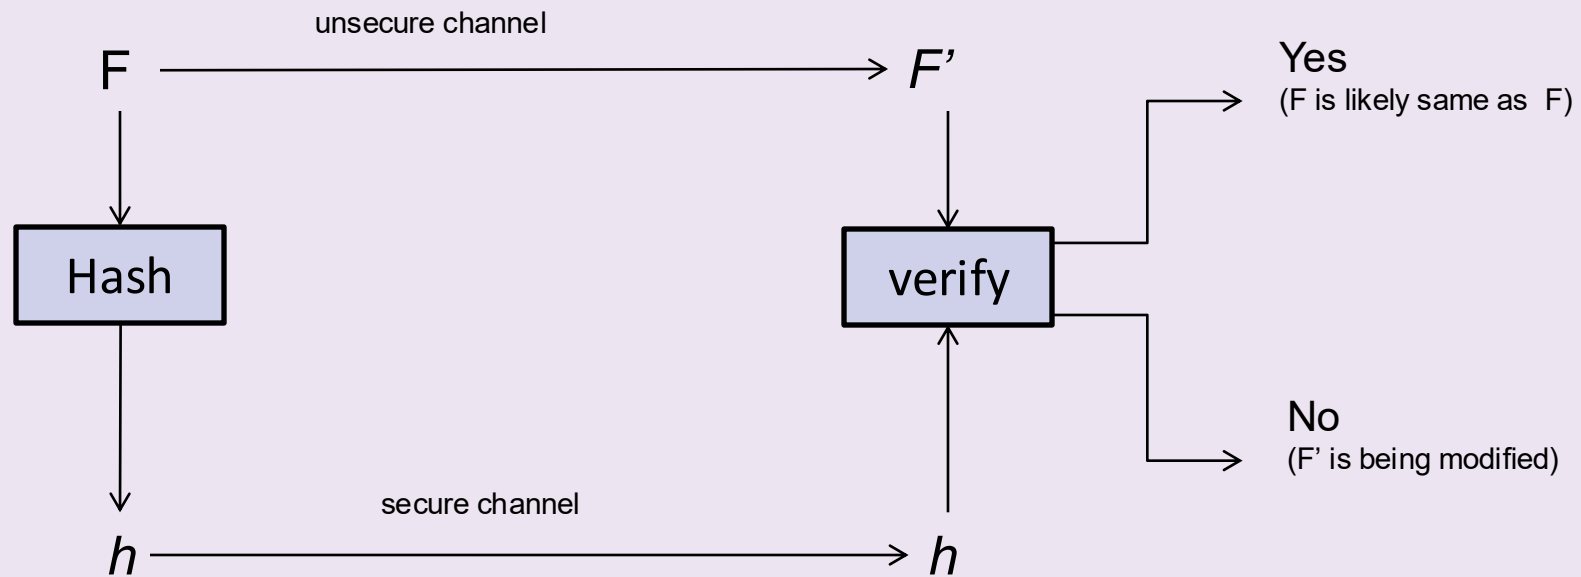 unsecure channel
F
F’
Yes
(F is likely same as F)
Hash
verify
No
(F’ is being modified)
secure channel
h
h